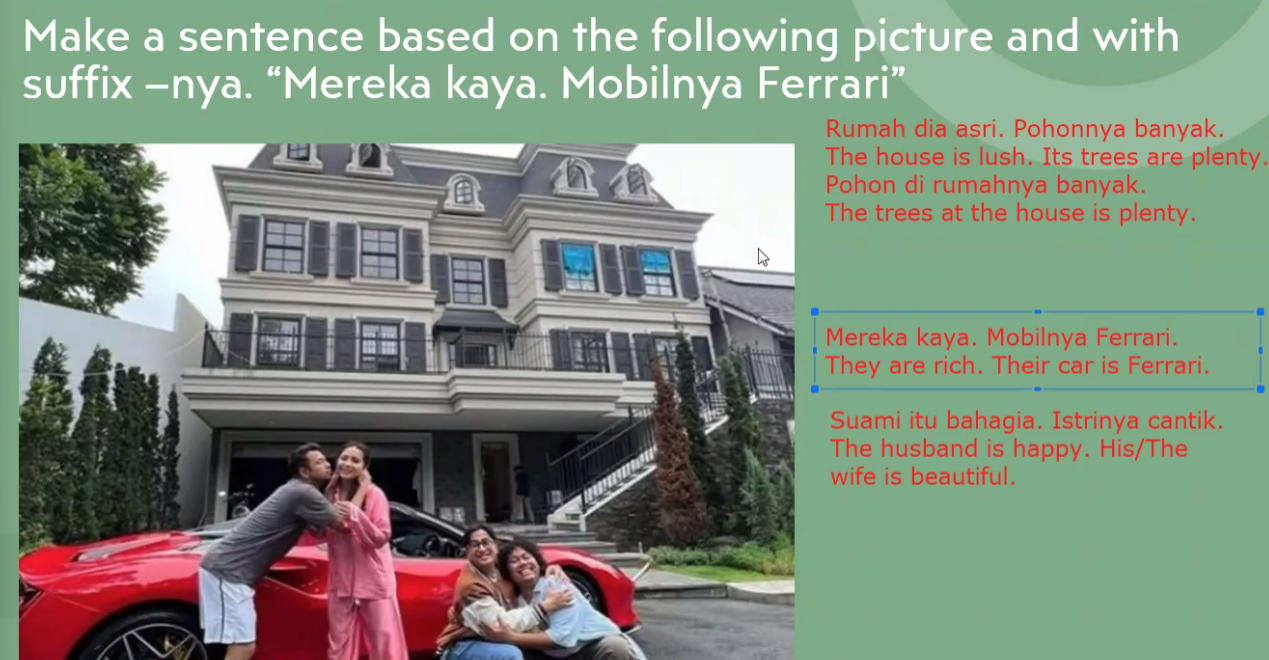 Make a sentence based on the following picture and with
suffix –nya. “Mereka kaya. Mobilnya Ferrari”
Rumah dia asri. Pohonnya banyak.
The house is lush. Its trees are plenty.
Pohon di rumahnya banyak.
The trees at the house is plenty.
Mereka kaya. Mobilnya Ferrari.
They are rich. Their car is Ferrari.
Suami itu bahagia. Istrinya cantik.
The husband is happy. His/The
wife is beautiful.